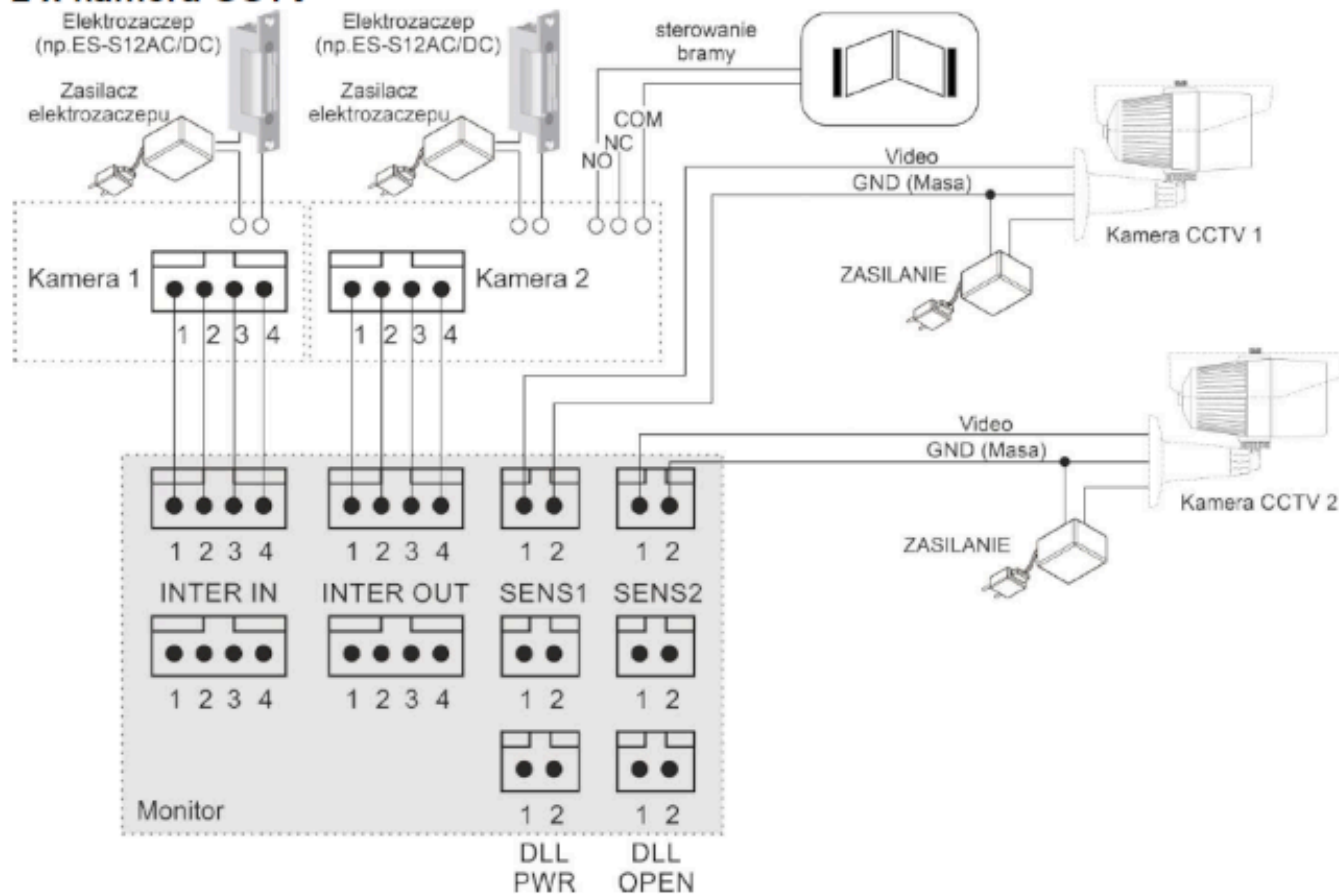 2 x kamera CCTV
Elektrozaczep
(np.ES-S12AC/DC)
Zasilacz
elektrozaczepu
Elektrozaczep
(np.ES-S12AC/DC)
Zasilacz
elektrozaczepu
sterowanie
bramy
NO
NC
COM
Video
GND (Masa)
Kamera CCTV 1
ZASILANIE
Kamera 1
1 2 3 4
Kamera 2
1 2 3 4
Video
GND (Masa)
Kamera CCTV 2
ZASILANIE
1 2 3 4
1 2 3 4
1 2
1 2
INTER IN
INTER OUT
SENS1
SENS2
1 2 3 4
1 2 3 4
1 2
1 2
Monitor
1 2
1 2
DLL
PWR
DLL
OPEN